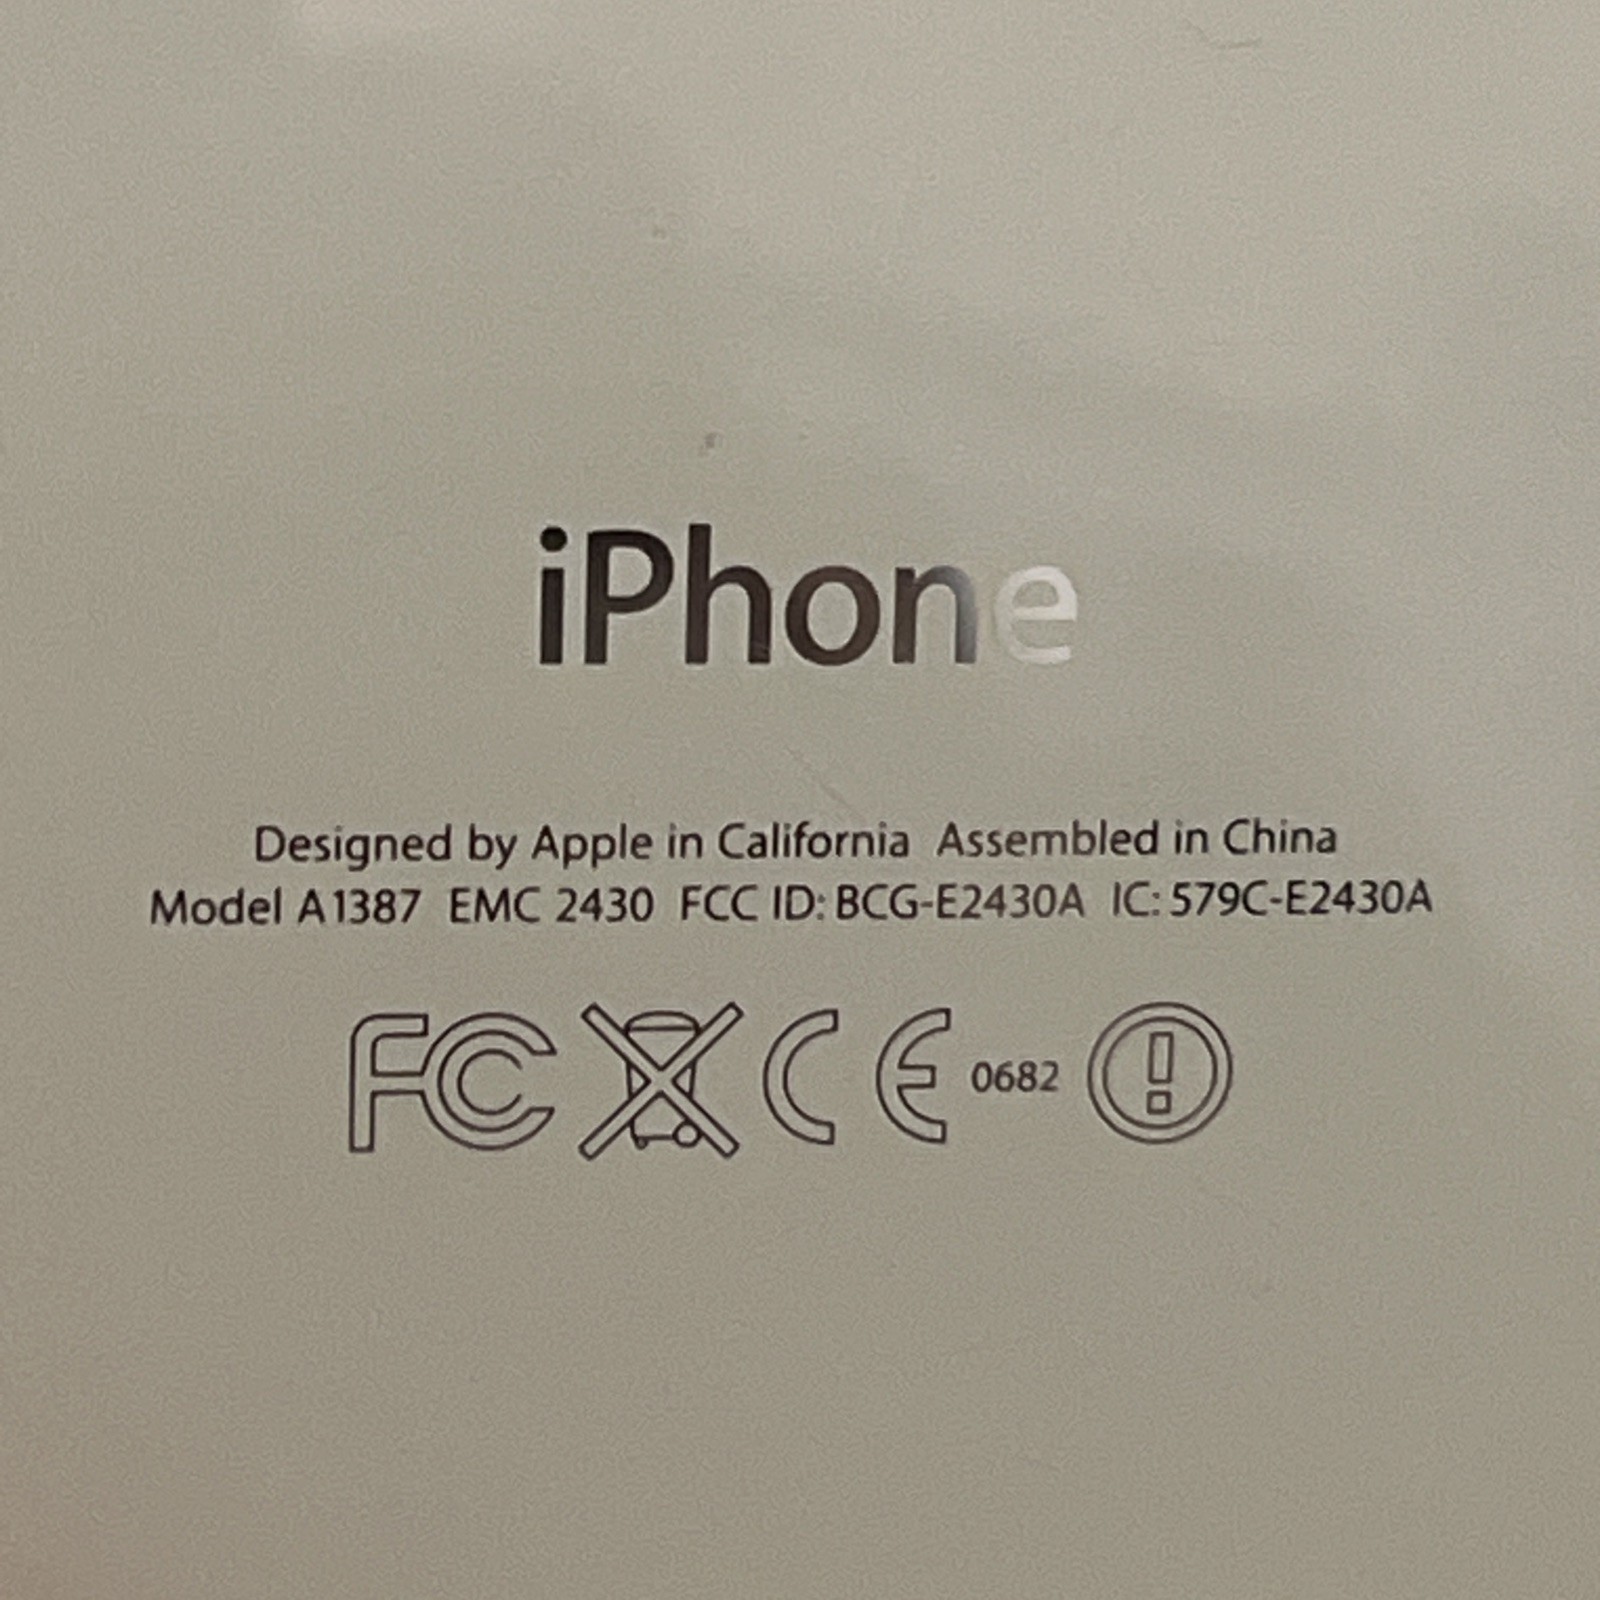 iPhone
Designed by Apple in California Assembled in China
Model A1387 EMC 2430 FCC ID: BCG-E2430A IC: 579C-E2430A
FC CE 0682 !